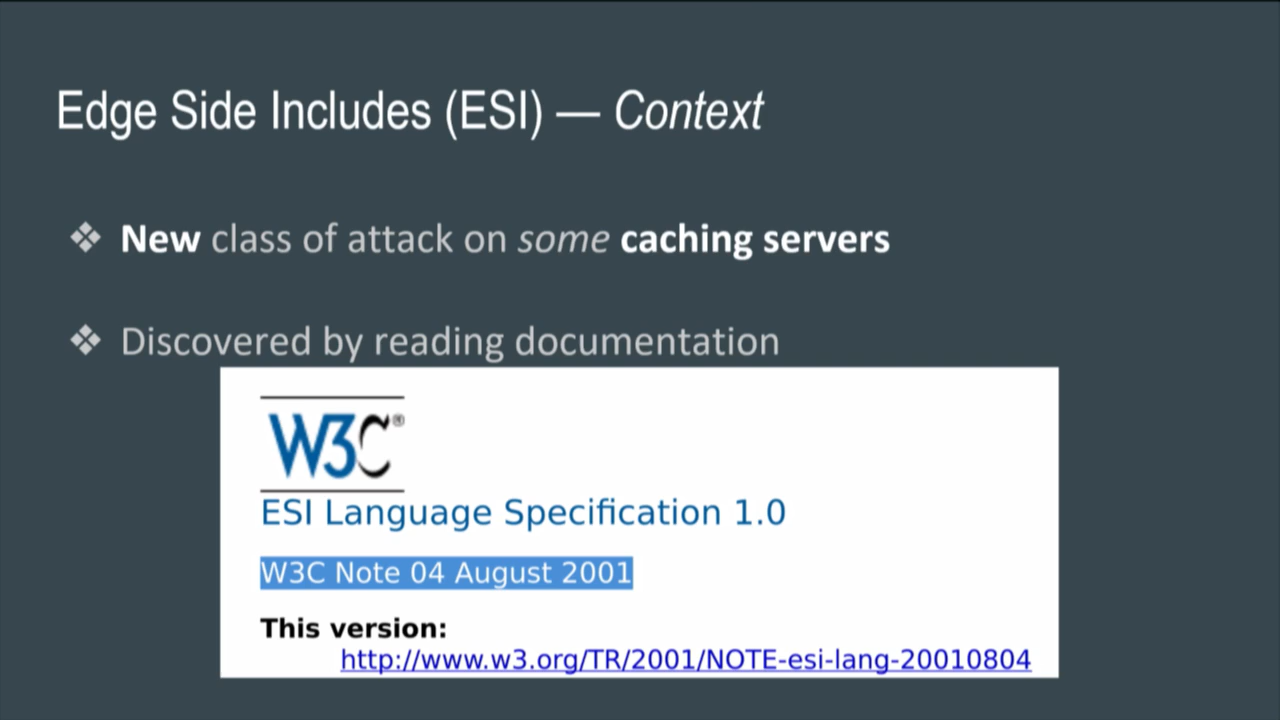 Edge Side Includes (ESI) — Context
❖ New class of attack on some caching servers
❖ Discovered by reading documentation
W3C®
ESI Language Specification 1.0
W3C Note 04 August 2001
This version:
http://www.w3.org/TR/2001/NOTE-esi-lang-20010804